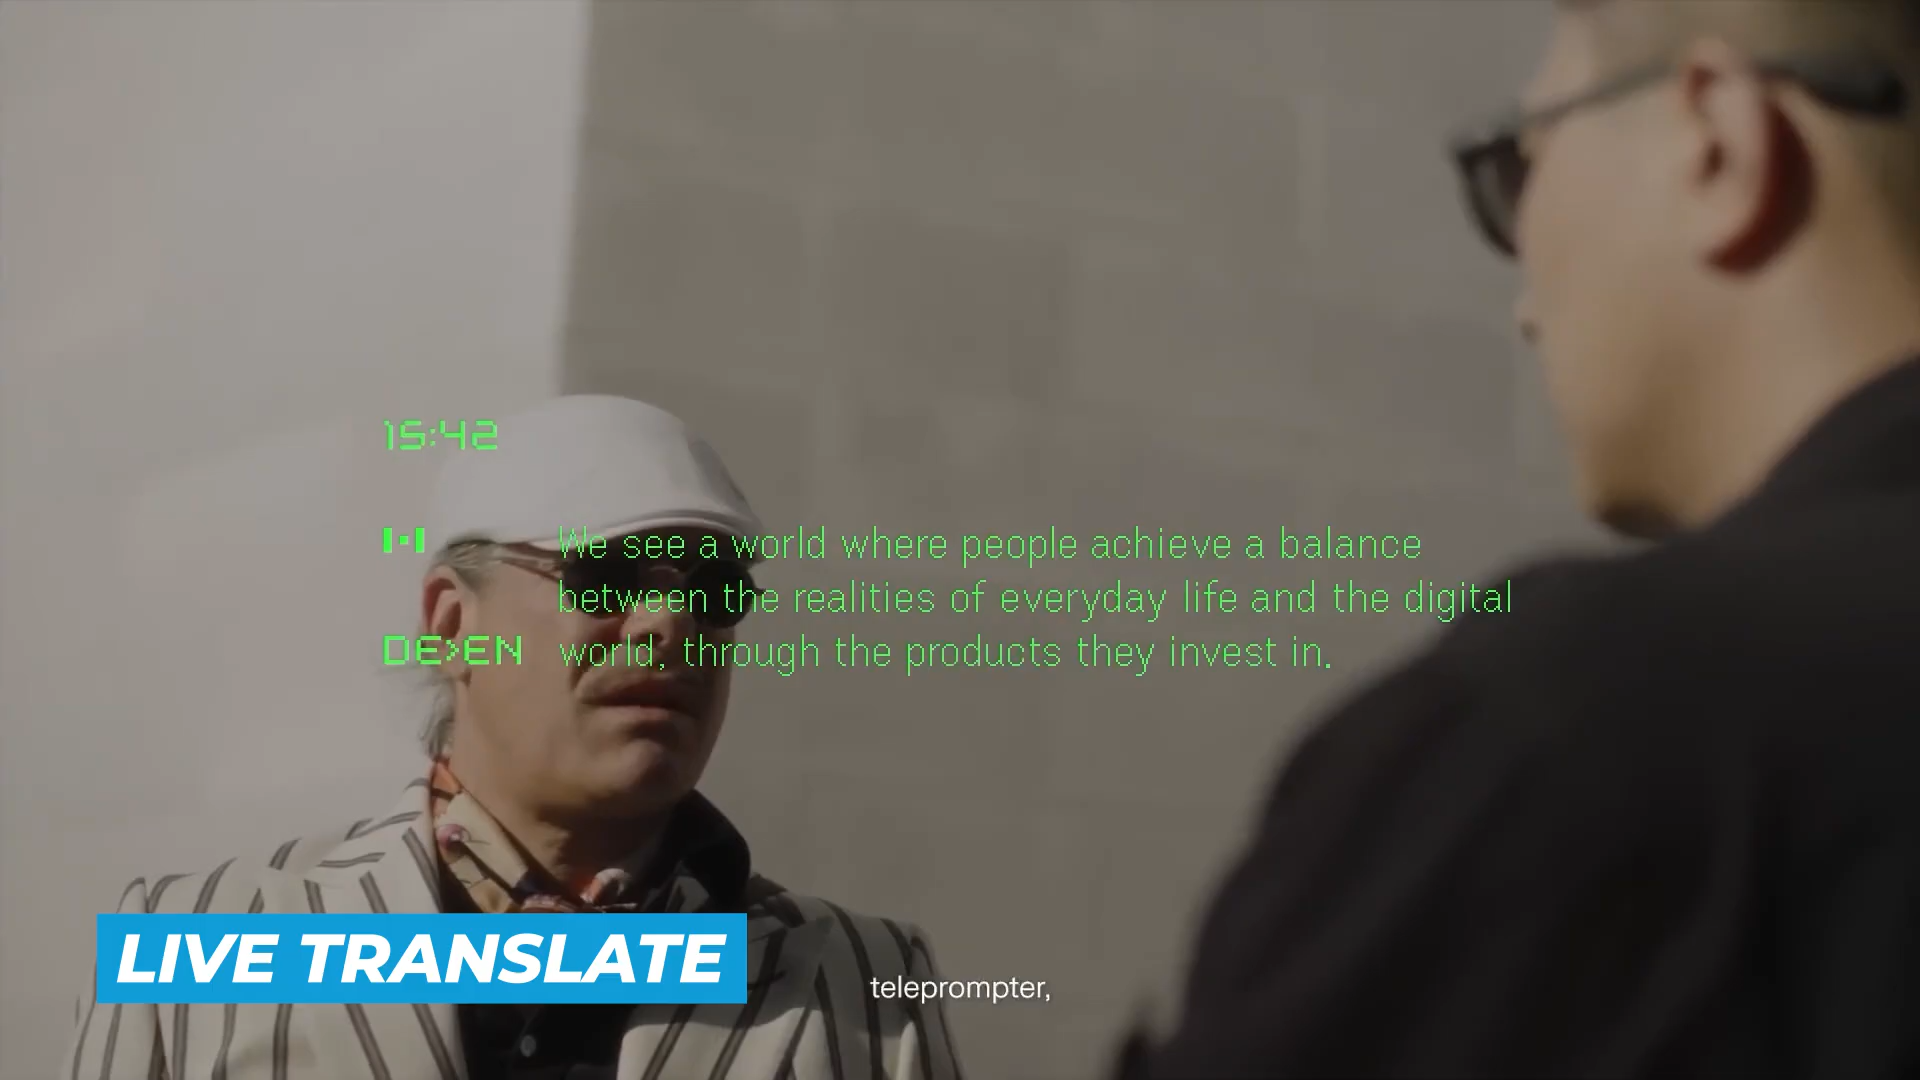 15:42
We see a world where people achieve a balance
between the realities of everyday life and the digital
DE>EN world, through the products they invest in.
LIVE TRANSLATE
teleprompter,